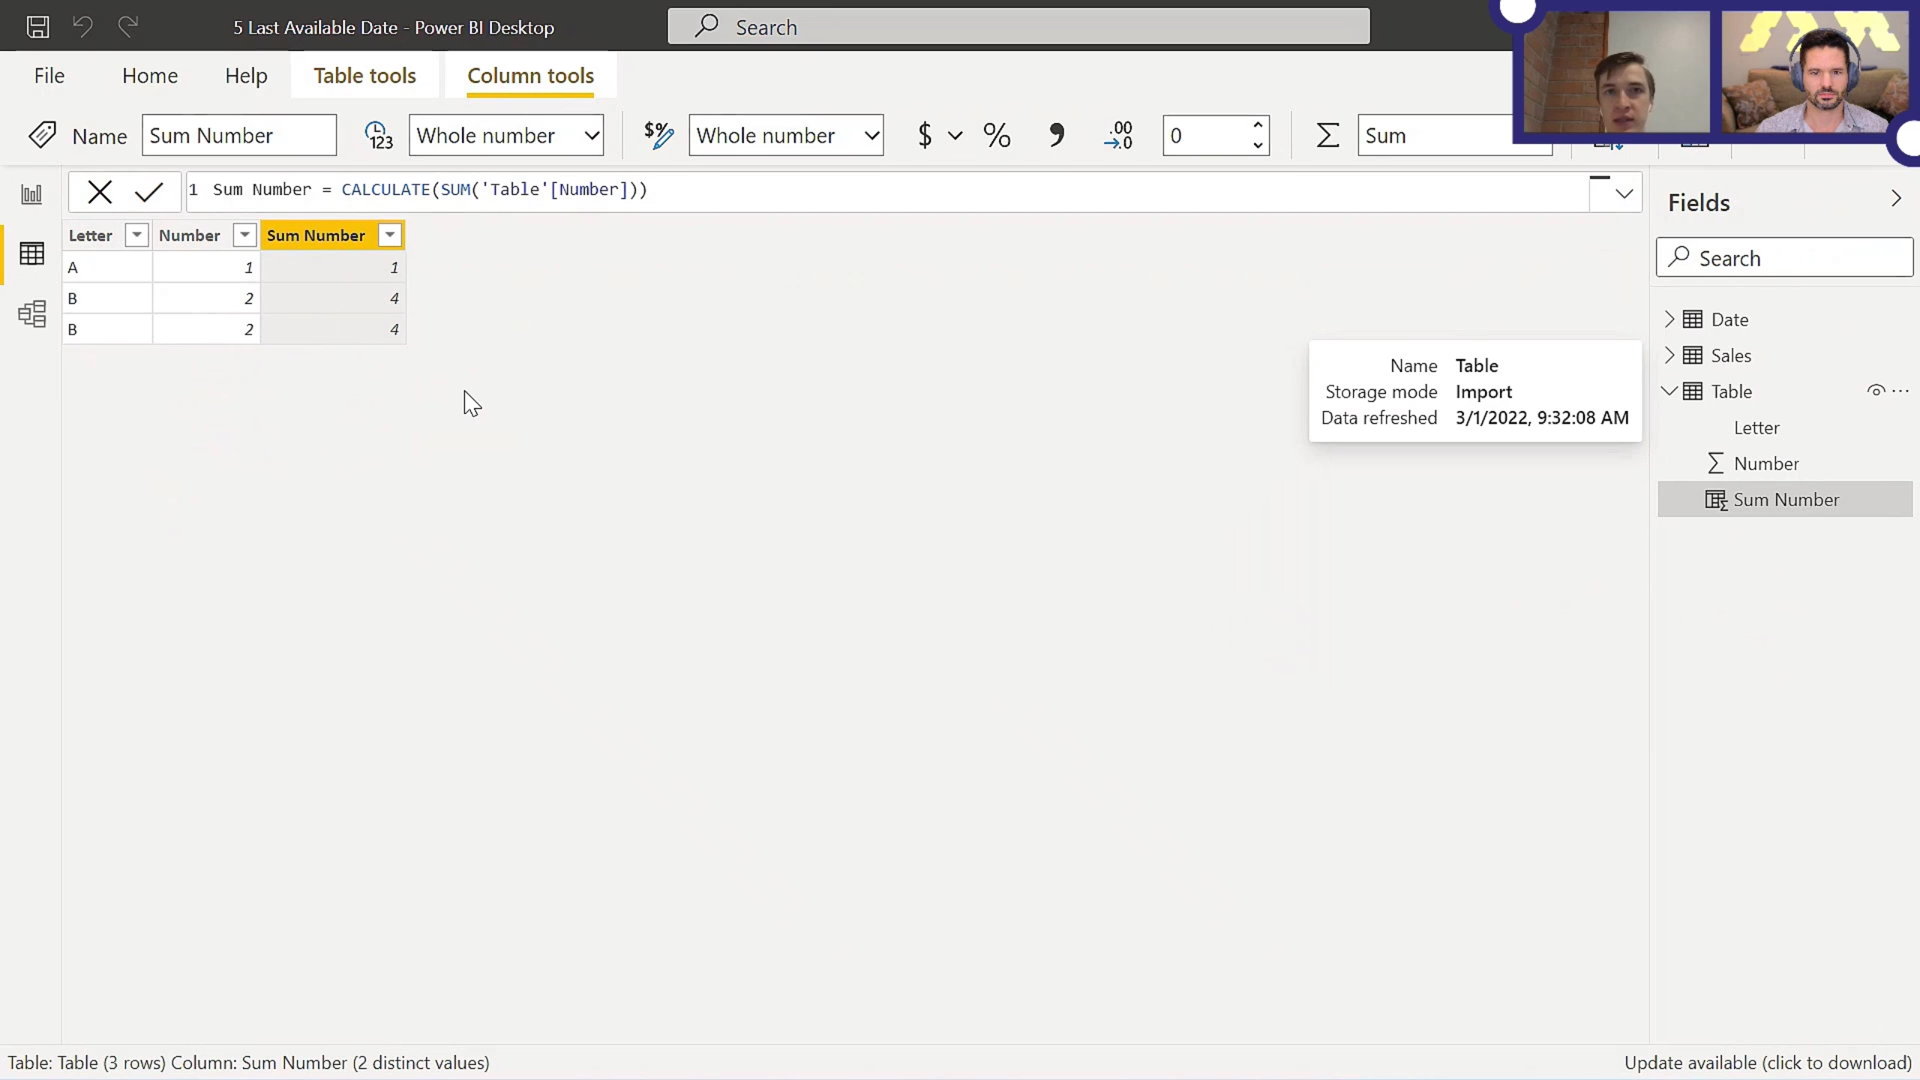 5 Last Available Date - Power BI Desktop
Search
File Home Help Table tools Column tools
Name Sum Number 123 Whole number $% Whole number $ % , .00 →.0 0 Σ Sum
1 Sum Number = CALCULATE(SUM('Table'[Number]))
Letter Number Sum Number
A 1 1
B 2 4
B 2 4
Name Table
Storage mode Import
Data refreshed 3/1/2022, 9:32:08 AM
Fields
Search
Date
Sales
Table
Letter
Σ Number
Sum Number
Table: Table (3 rows) Column: Sum Number (2 distinct values)
Update available (click to download)